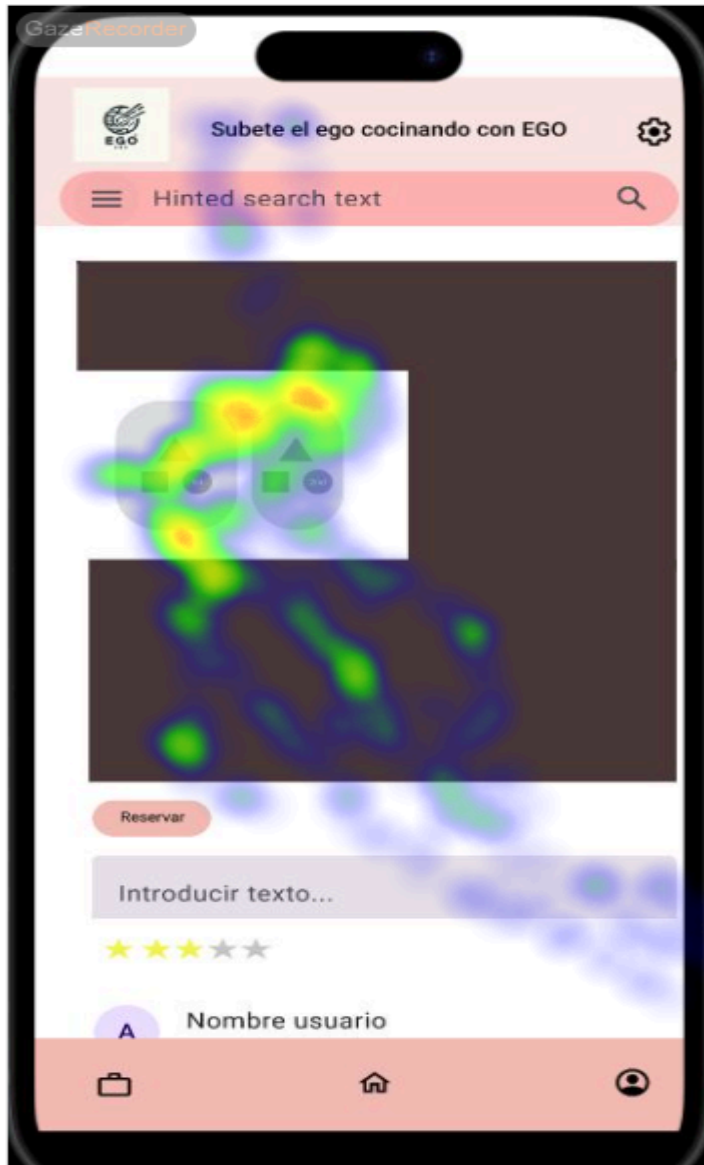 GazeRecorder
EGO
Subete el ego cocinando con EGO
Hinted search text
Reservar
Introducir texto...
A
Nombre usuario